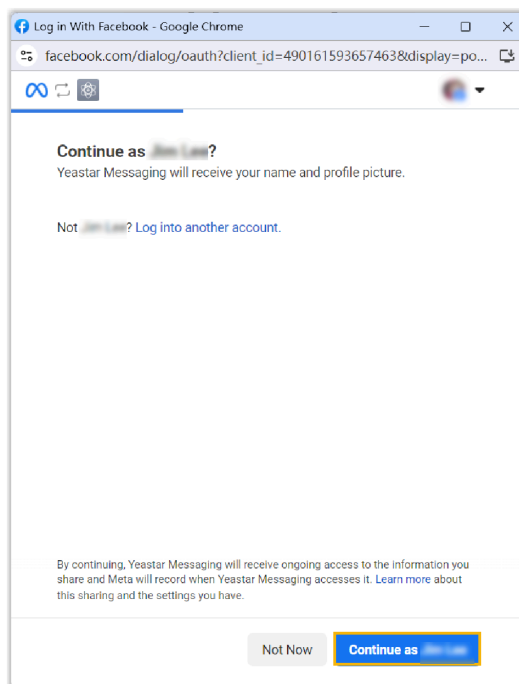 Log in With Facebook - Google Chrome
facebook.com/dialog/oauth?client_id=490161593657463&display=po...
Continue as ?
Yeastar Messaging will receive your name and profile picture.
Not ? Log into another account.
By continuing, Yeastar Messaging will receive ongoing access to the information you
share and Meta will record when Yeastar Messaging accesses it. Learn more about
this sharing and the settings you have.
Not Now
Continue as